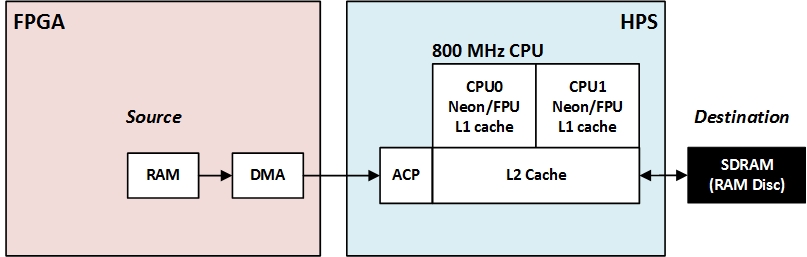 FPGA
HPS
800 MHz CPU
CPU0
Neon/FPU
L1 cache
CPU1
Neon/FPU
L1 cache
Source
Destination
RAM
DMA
ACP
L2 Cache
SDRAM
(RAM Disc)